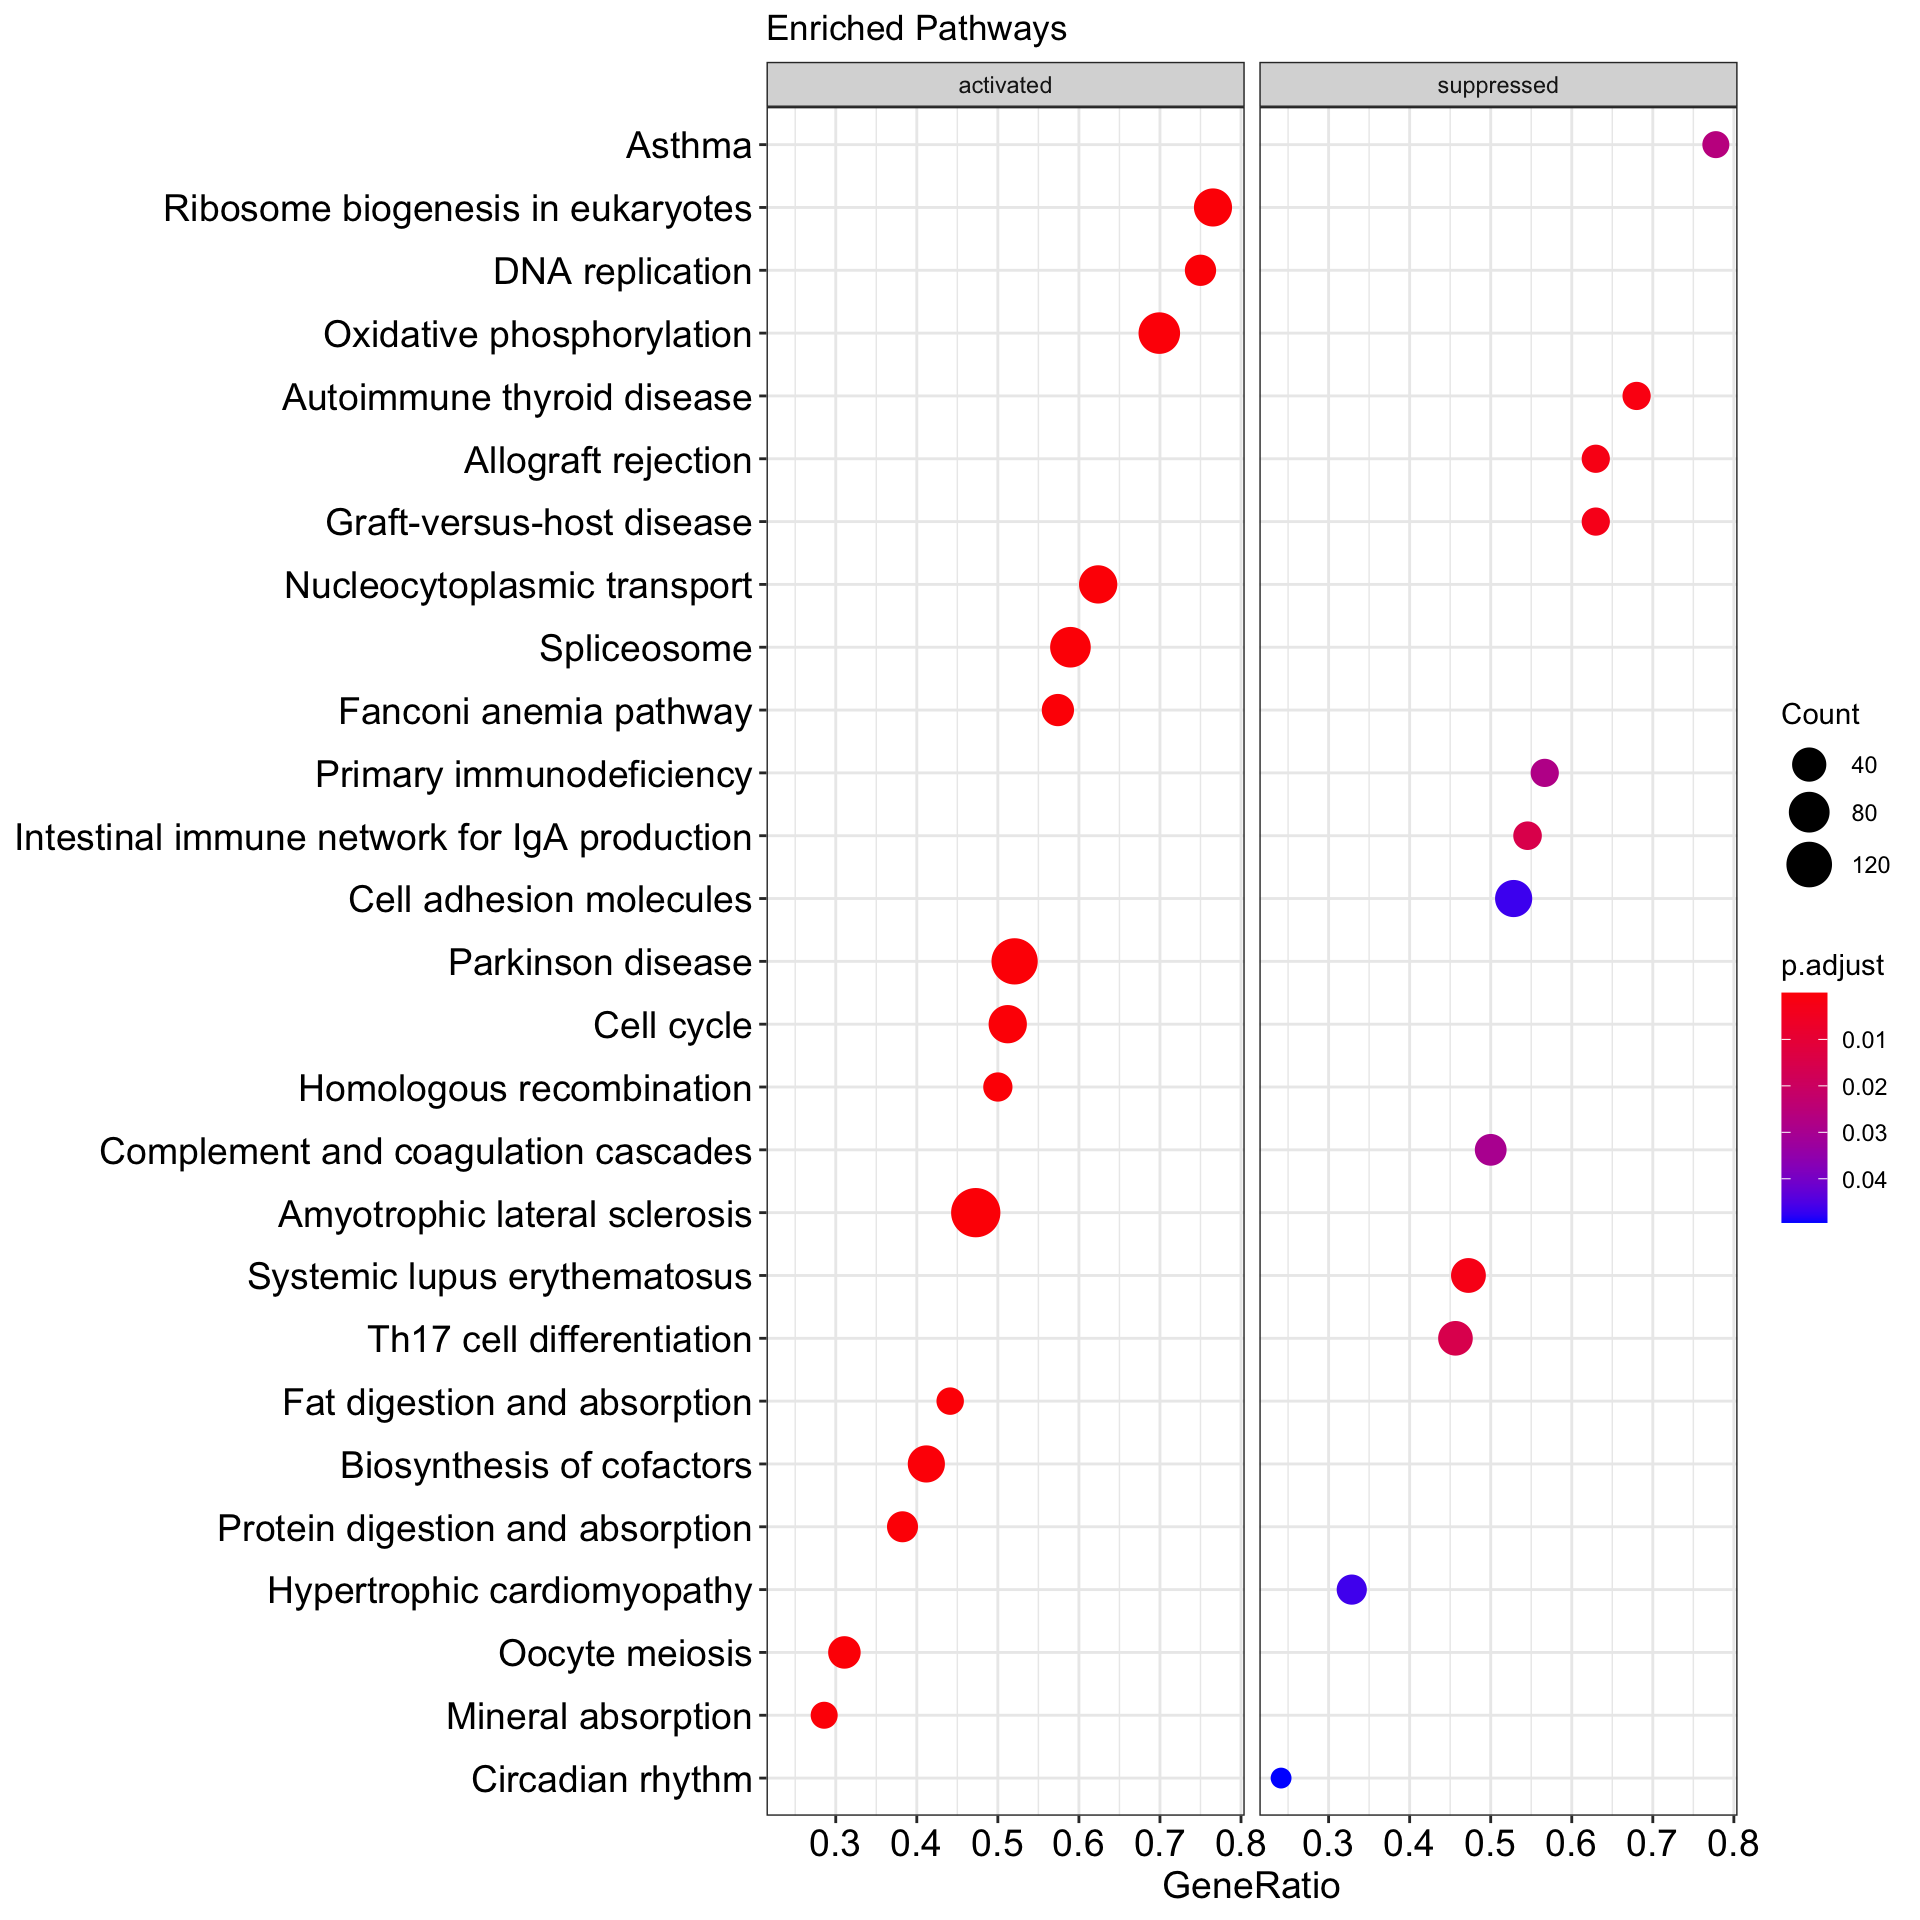 Enriched Pathways
activated
suppressed
Asthma
Ribosome biogenesis in eukaryotes
DNA replication
Oxidative phosphorylation
Autoimmune thyroid disease
Allograft rejection
Graft-versus-host disease
Nucleocytoplasmic transport
Spliceosome
Fanconi anemia pathway
Primary immunodeficiency
Intestinal immune network for IgA production
Cell adhesion molecules
Parkinson disease
Cell cycle
Homologous recombination
Complement and coagulation cascades
Amyotrophic lateral sclerosis
Systemic lupus erythematosus
Th17 cell differentiation
Fat digestion and absorption
Biosynthesis of cofactors
Protein digestion and absorption
Hypertrophic cardiomyopathy
Oocyte meiosis
Mineral absorption
Circadian rhythm
0.3 0.4 0.5 0.6 0.7 0.8
0.3 0.4 0.5 0.6 0.7 0.8
GeneRatio
Count
40
80
120
p.adjust
0.01
0.02
0.03
0.04